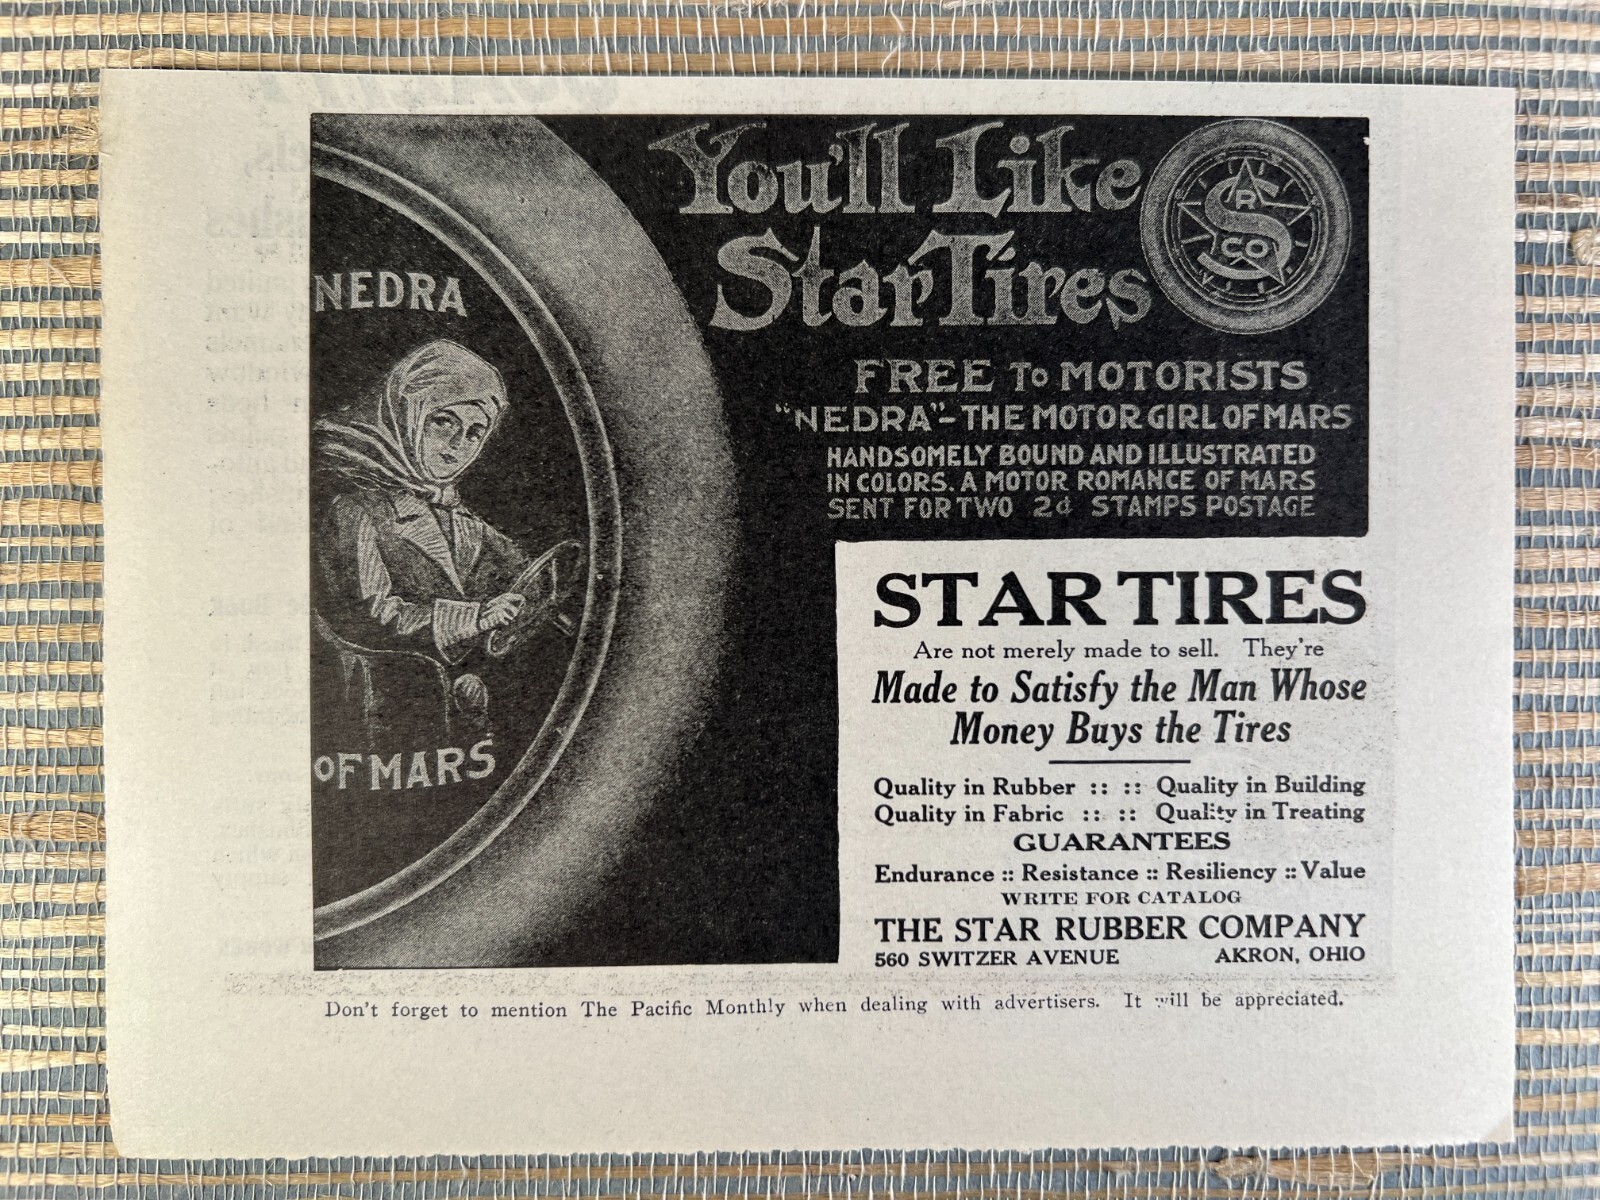 You'll Like
Star Tires
S R CO
NEDRA
OF MARS
FREE To MOTORISTS
"NEDRA"-THE MOTOR GIRL OF MARS
HANDSOMELY BOUND AND ILLUSTRATED
IN COLORS. A MOTOR ROMANCE OF MARS
SENT FOR TWO 2d STAMPS POSTAGE
STAR TIRES
Are not merely made to sell. They're
Made to Satisfy the Man Whose
Money Buys the Tires
Quality in Rubber :: :: Quality in Building
Quality in Fabric :: :: Quality in Treating
GUARANTEES
Endurance :: Resistance :: Resiliency :: Value
WRITE FOR CATALOG
THE STAR RUBBER COMPANY
560 SWITZER AVENUE AKRON, OHIO
Don't forget to mention The Pacific Monthly when dealing with advertisers. It will be appreciated.